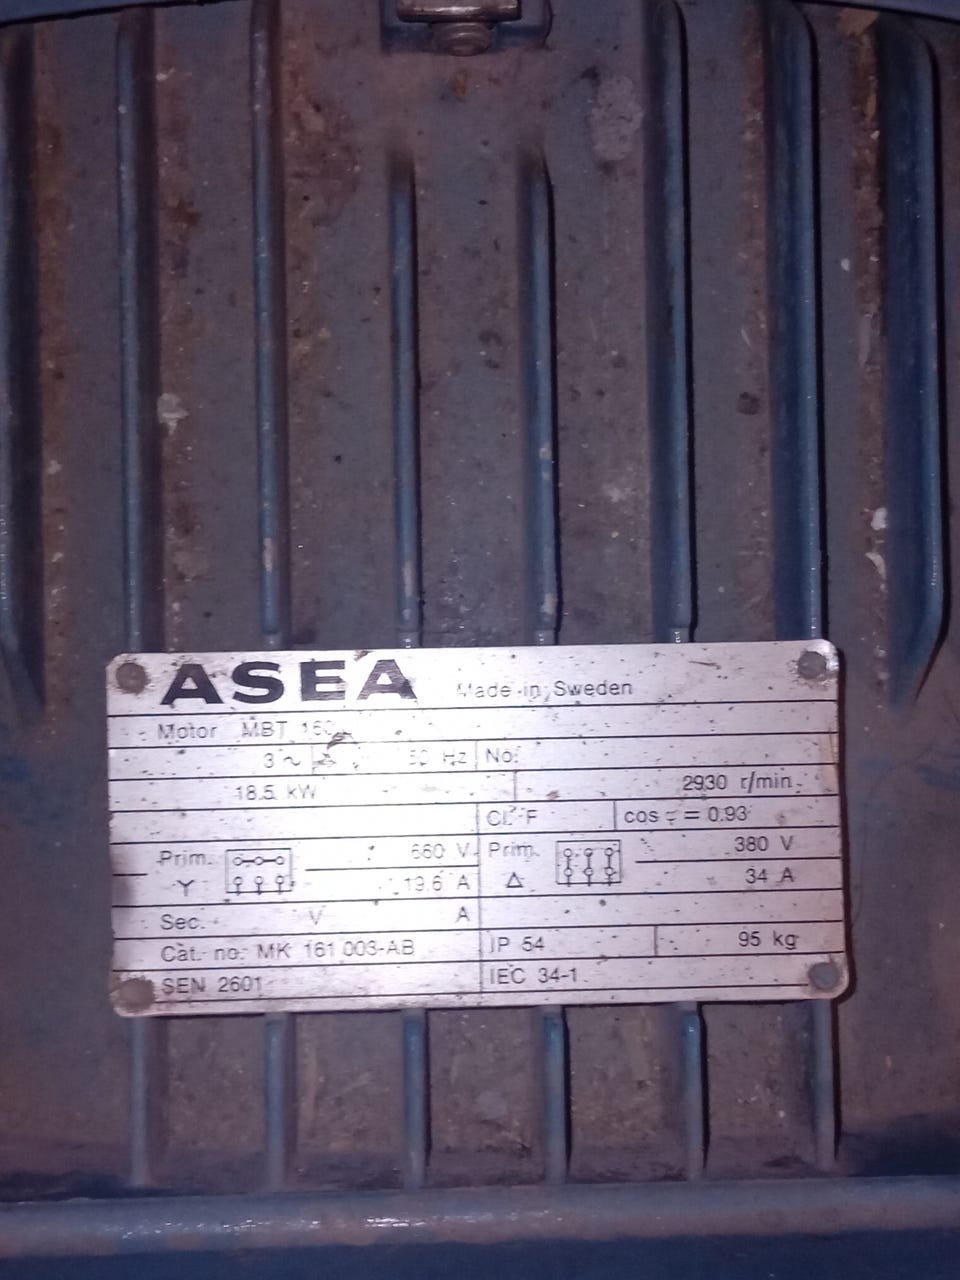 ASEA Made in Sweden
Motor MBT 160
3 ~ 50 Hz No.
18.5 kW 2930 r/min
Cl. F cos = 0.93
Prim. 660 V Prim. 380 V
Y 19.6 A Δ 34 A
Sec. V A
Cat. no. MK 161 003-AB IP 54 95 kg
SEN 2601 IEC 34-1